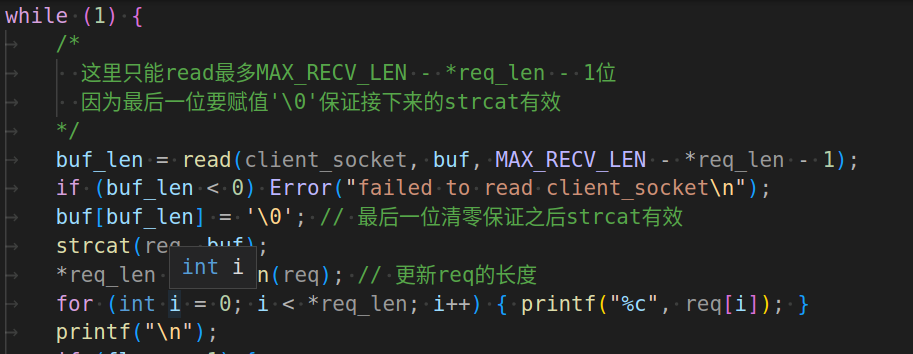 while (1) {
/*
这里只能read最多MAX_RECV_LEN - *req_len - 1位
因为最后一位要赋值'\0'保证接下来的strcat有效
*/
buf_len = read(client_socket, buf, MAX_RECV_LEN - *req_len - 1);
if (buf_len < 0) Error("failed to read client_socket\n");
buf[buf_len] = '\0'; // 最后一位清零保证之后strcat有效
strcat(req, buf);
int i
*req_len n(req); // 更新req的长度
for (int i = 0; i < *req_len; i++) { printf("%c", req[i]); }
printf("\n");